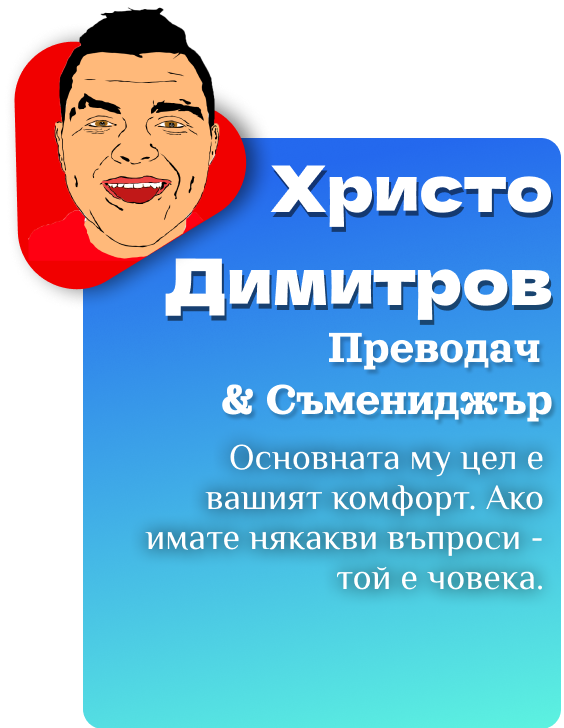 Христо
Димитров
Преводач
& Съмениджър
Основната му цел е
вашият комфорт. Ако
имате някакви въпроси -
той е човека.